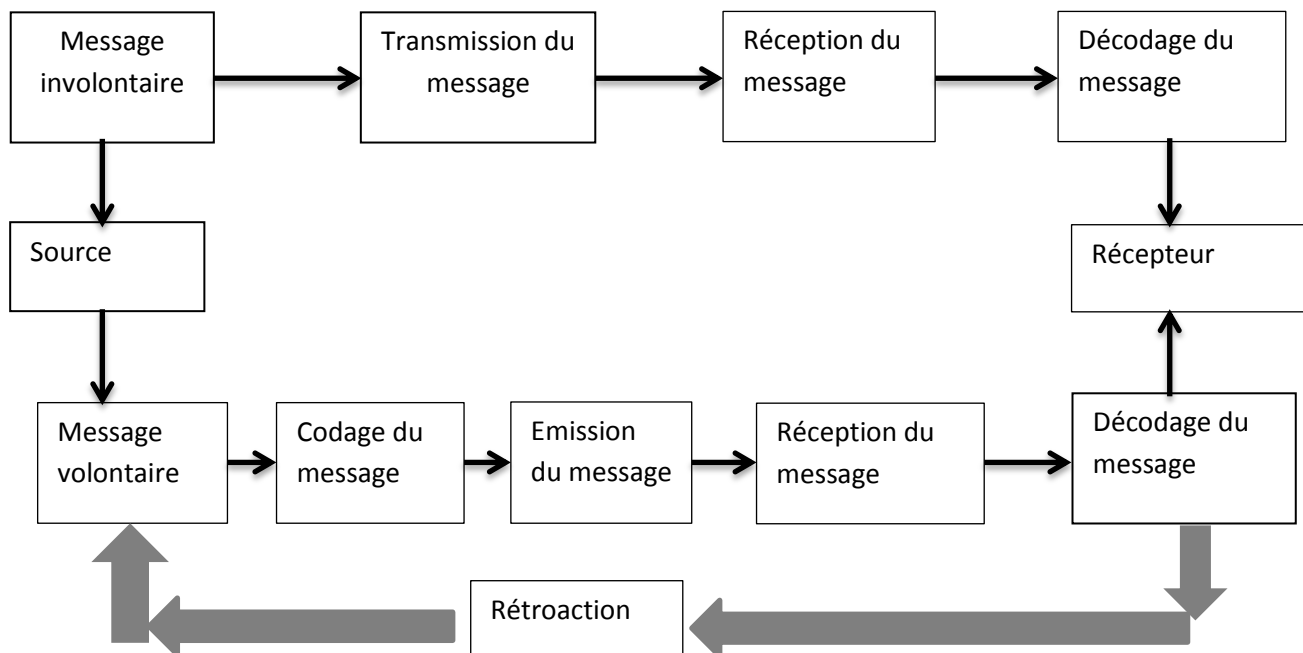 Message
involontaire
Transmission du
message
Réception du
message
Décodage du
message
Source
Récepteur
Message
volontaire
Codage du
message
Emission
du message
Réception du
message
Décodage du
message
Rétroaction